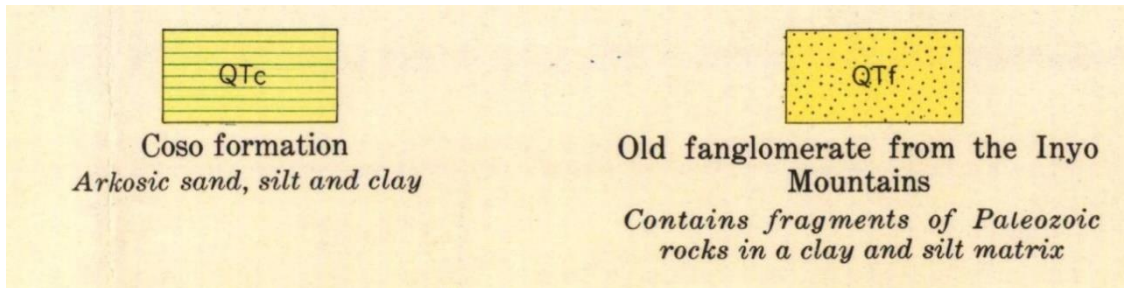 QTc
Coso formation
Arkosic sand, silt and clay
QTf
Old fanglomerate from the Inyo
Mountains
Contains fragments of Paleozoic
rocks in a clay and silt matrix